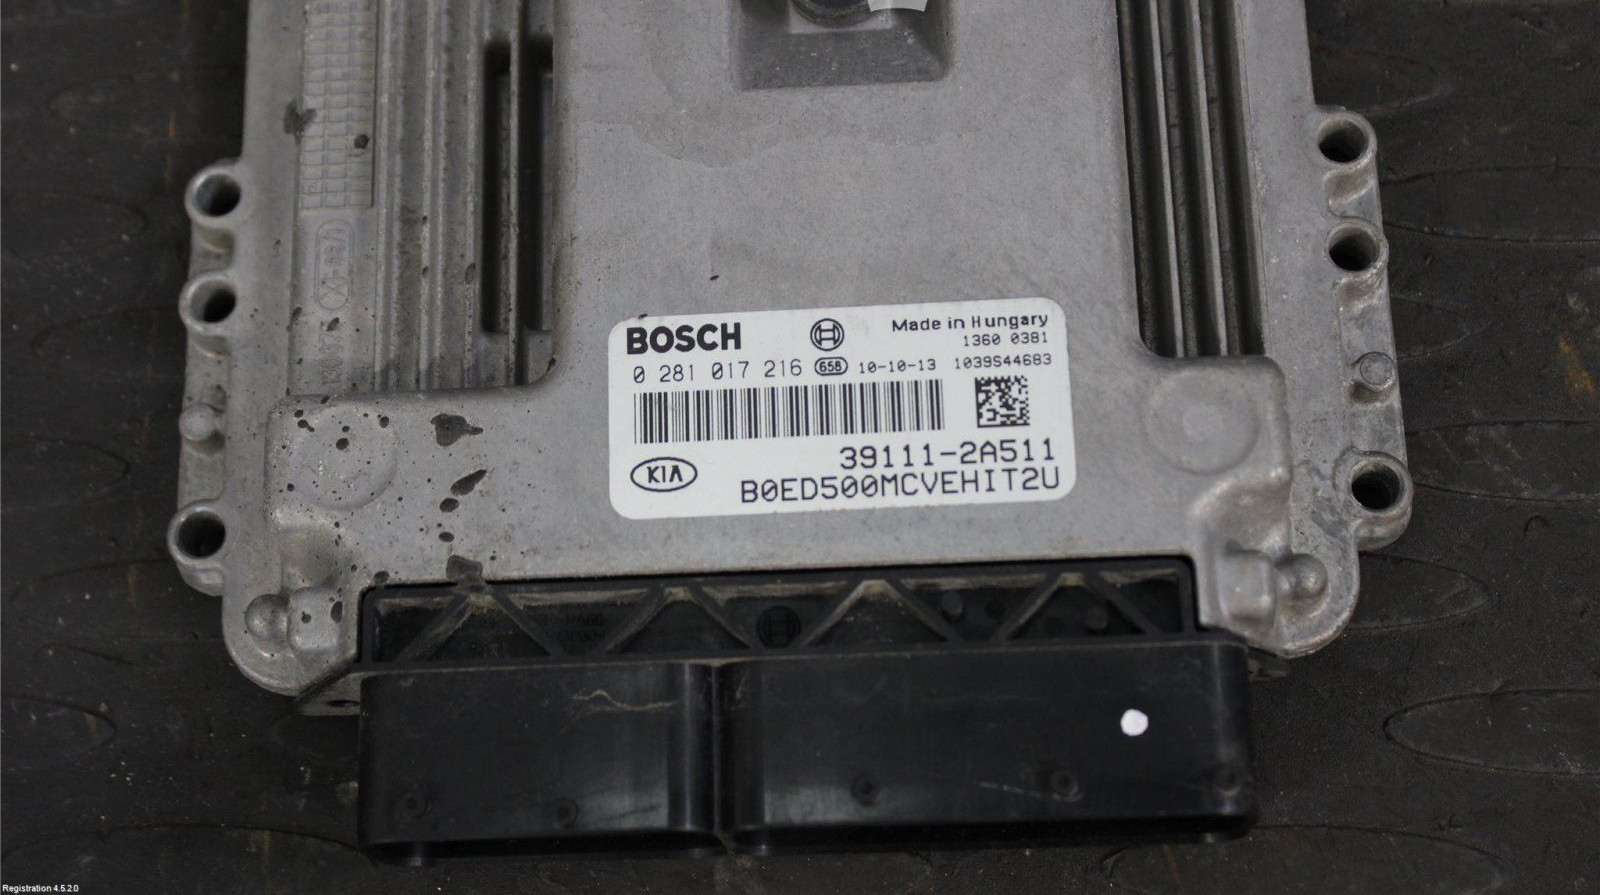 BOSCH
Made in Hungary
1360 0381
0 281 017 216 658 10-10-13 1039S44683
KIA
39111-2A511
B0ED500MCVEHIT2U
Registration 4.5.2.0